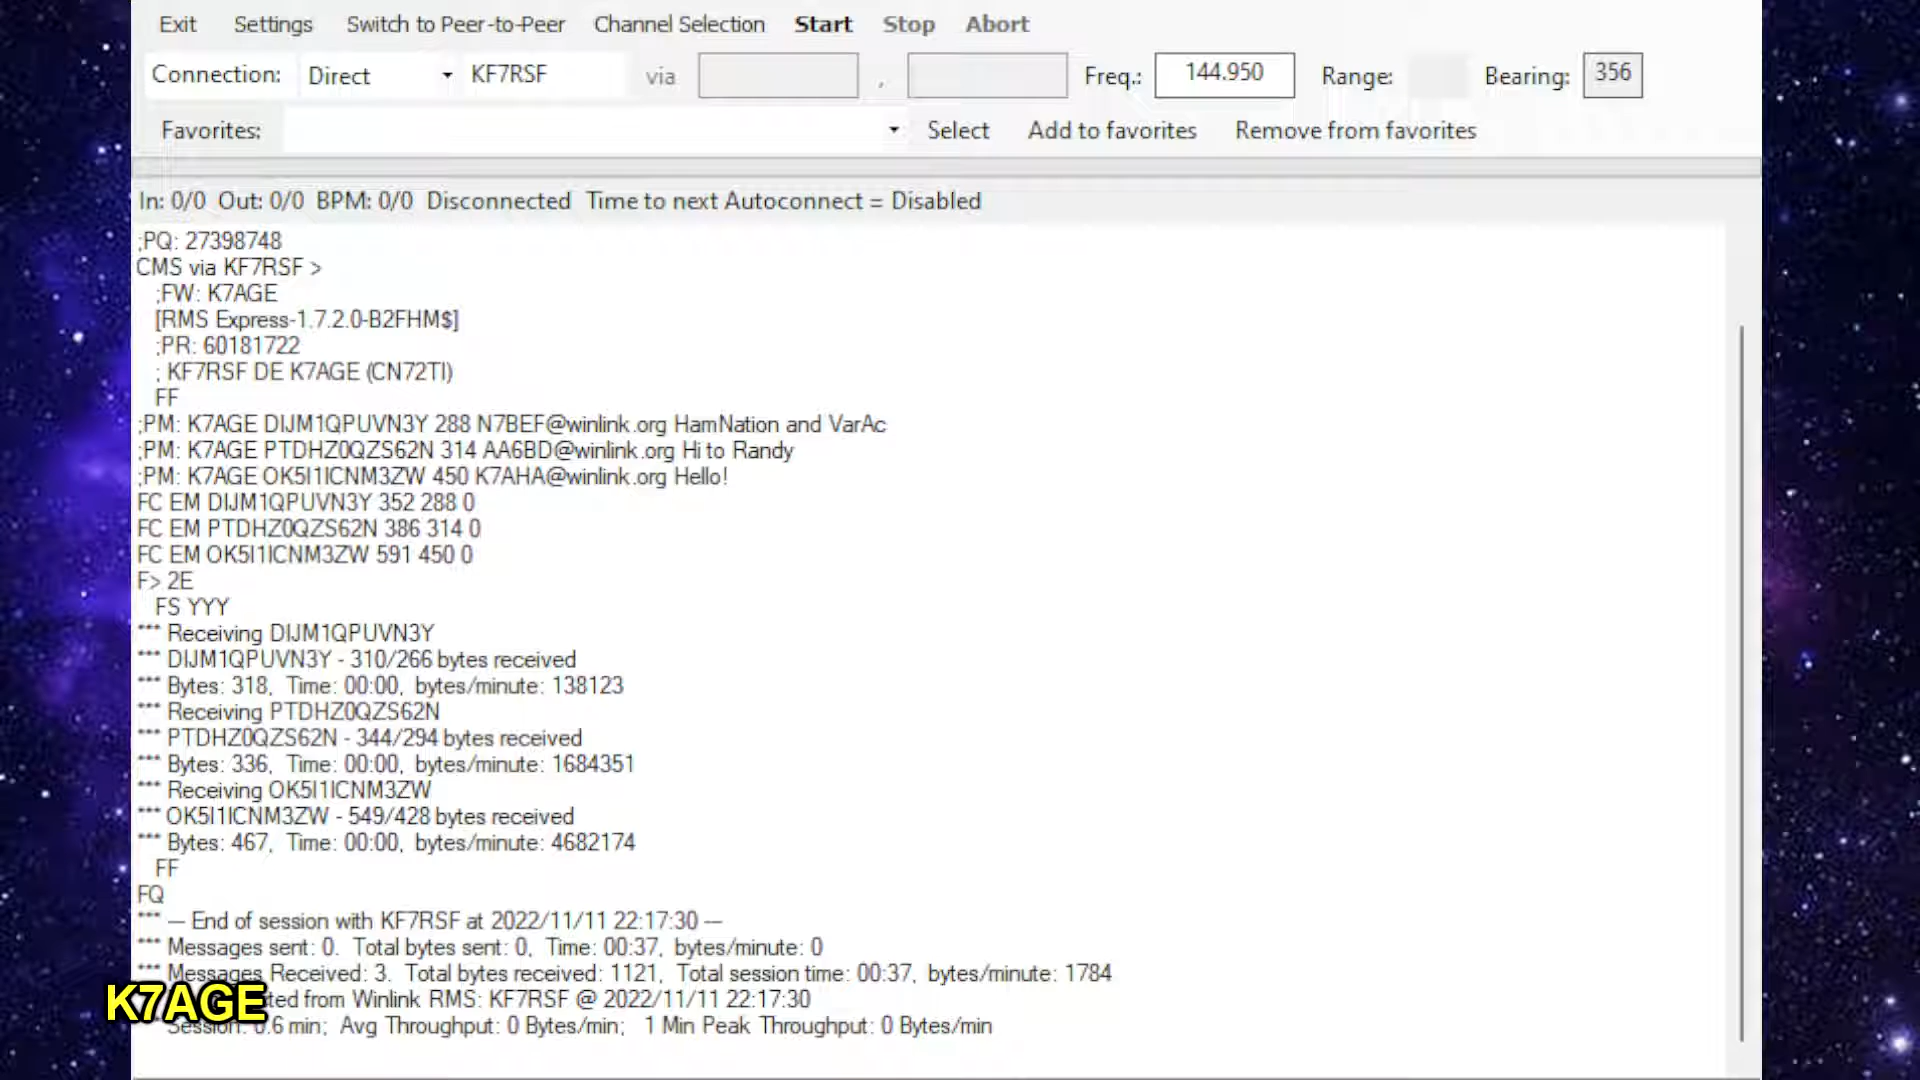 Exit Settings Switch to Peer-to-Peer Channel Selection Start Stop Abort
Connection: Direct KF7RSF via , Freq.: 144.950 Range: Bearing: 356
Favorites: Select Add to favorites Remove from favorites
In: 0/0 Out: 0/0 BPM: 0/0 Disconnected Time to next Autoconnect = Disabled
;PQ: 27398748
CMS via KF7RSF >
;FW: K7AGE
[RMS Express-1.7.2.0-B2FHM$]
;PR: 60181722
; KF7RSF DE K7AGE (CN72TI)
FF
;PM: K7AGE DIJM1QPUVN3Y 288 N7BEF@winlink.org HamNation and VarAc
;PM: K7AGE PTDHZ0QZS62N 314 AA6BD@winlink.org Hi to Randy
;PM: K7AGE OK5I1ICNM3ZW 450 K7AHA@winlink.org Hello!
FC EM DIJM1QPUVN3Y 352 288 0
FC EM PTDHZ0QZS62N 386 314 0
FC EM OK5I1ICNM3ZW 591 450 0
F> 2E
FS YYY
*** Receiving DIJM1QPUVN3Y
*** DIJM1QPUVN3Y - 310/266 bytes received
*** Bytes: 318, Time: 00:00, bytes/minute: 138123
*** Receiving PTDHZ0QZS62N
*** PTDHZ0QZS62N - 344/294 bytes received
*** Bytes: 336, Time: 00:00, bytes/minute: 1684351
*** Receiving OK5I1ICNM3ZW
*** OK5I1ICNM3ZW - 549/428 bytes received
*** Bytes: 467, Time: 00:00, bytes/minute: 4682174
FF
FQ
*** --- End of session with KF7RSF at 2022/11/11 22:17:30 ---
*** Messages sent: 0. Total bytes sent: 0, Time: 00:37, bytes/minute: 0
*** Messages Received: 3. Total bytes received: 1121, Total session time: 00:37, bytes/minute: 1784
K7AGE
from Winlink RMS: KF7RSF @ 2022/11/11 22:17:30
Session: 0.6 min; Avg Throughput: 0 Bytes/min; 1 Min Peak Throughput: 0 Bytes/min